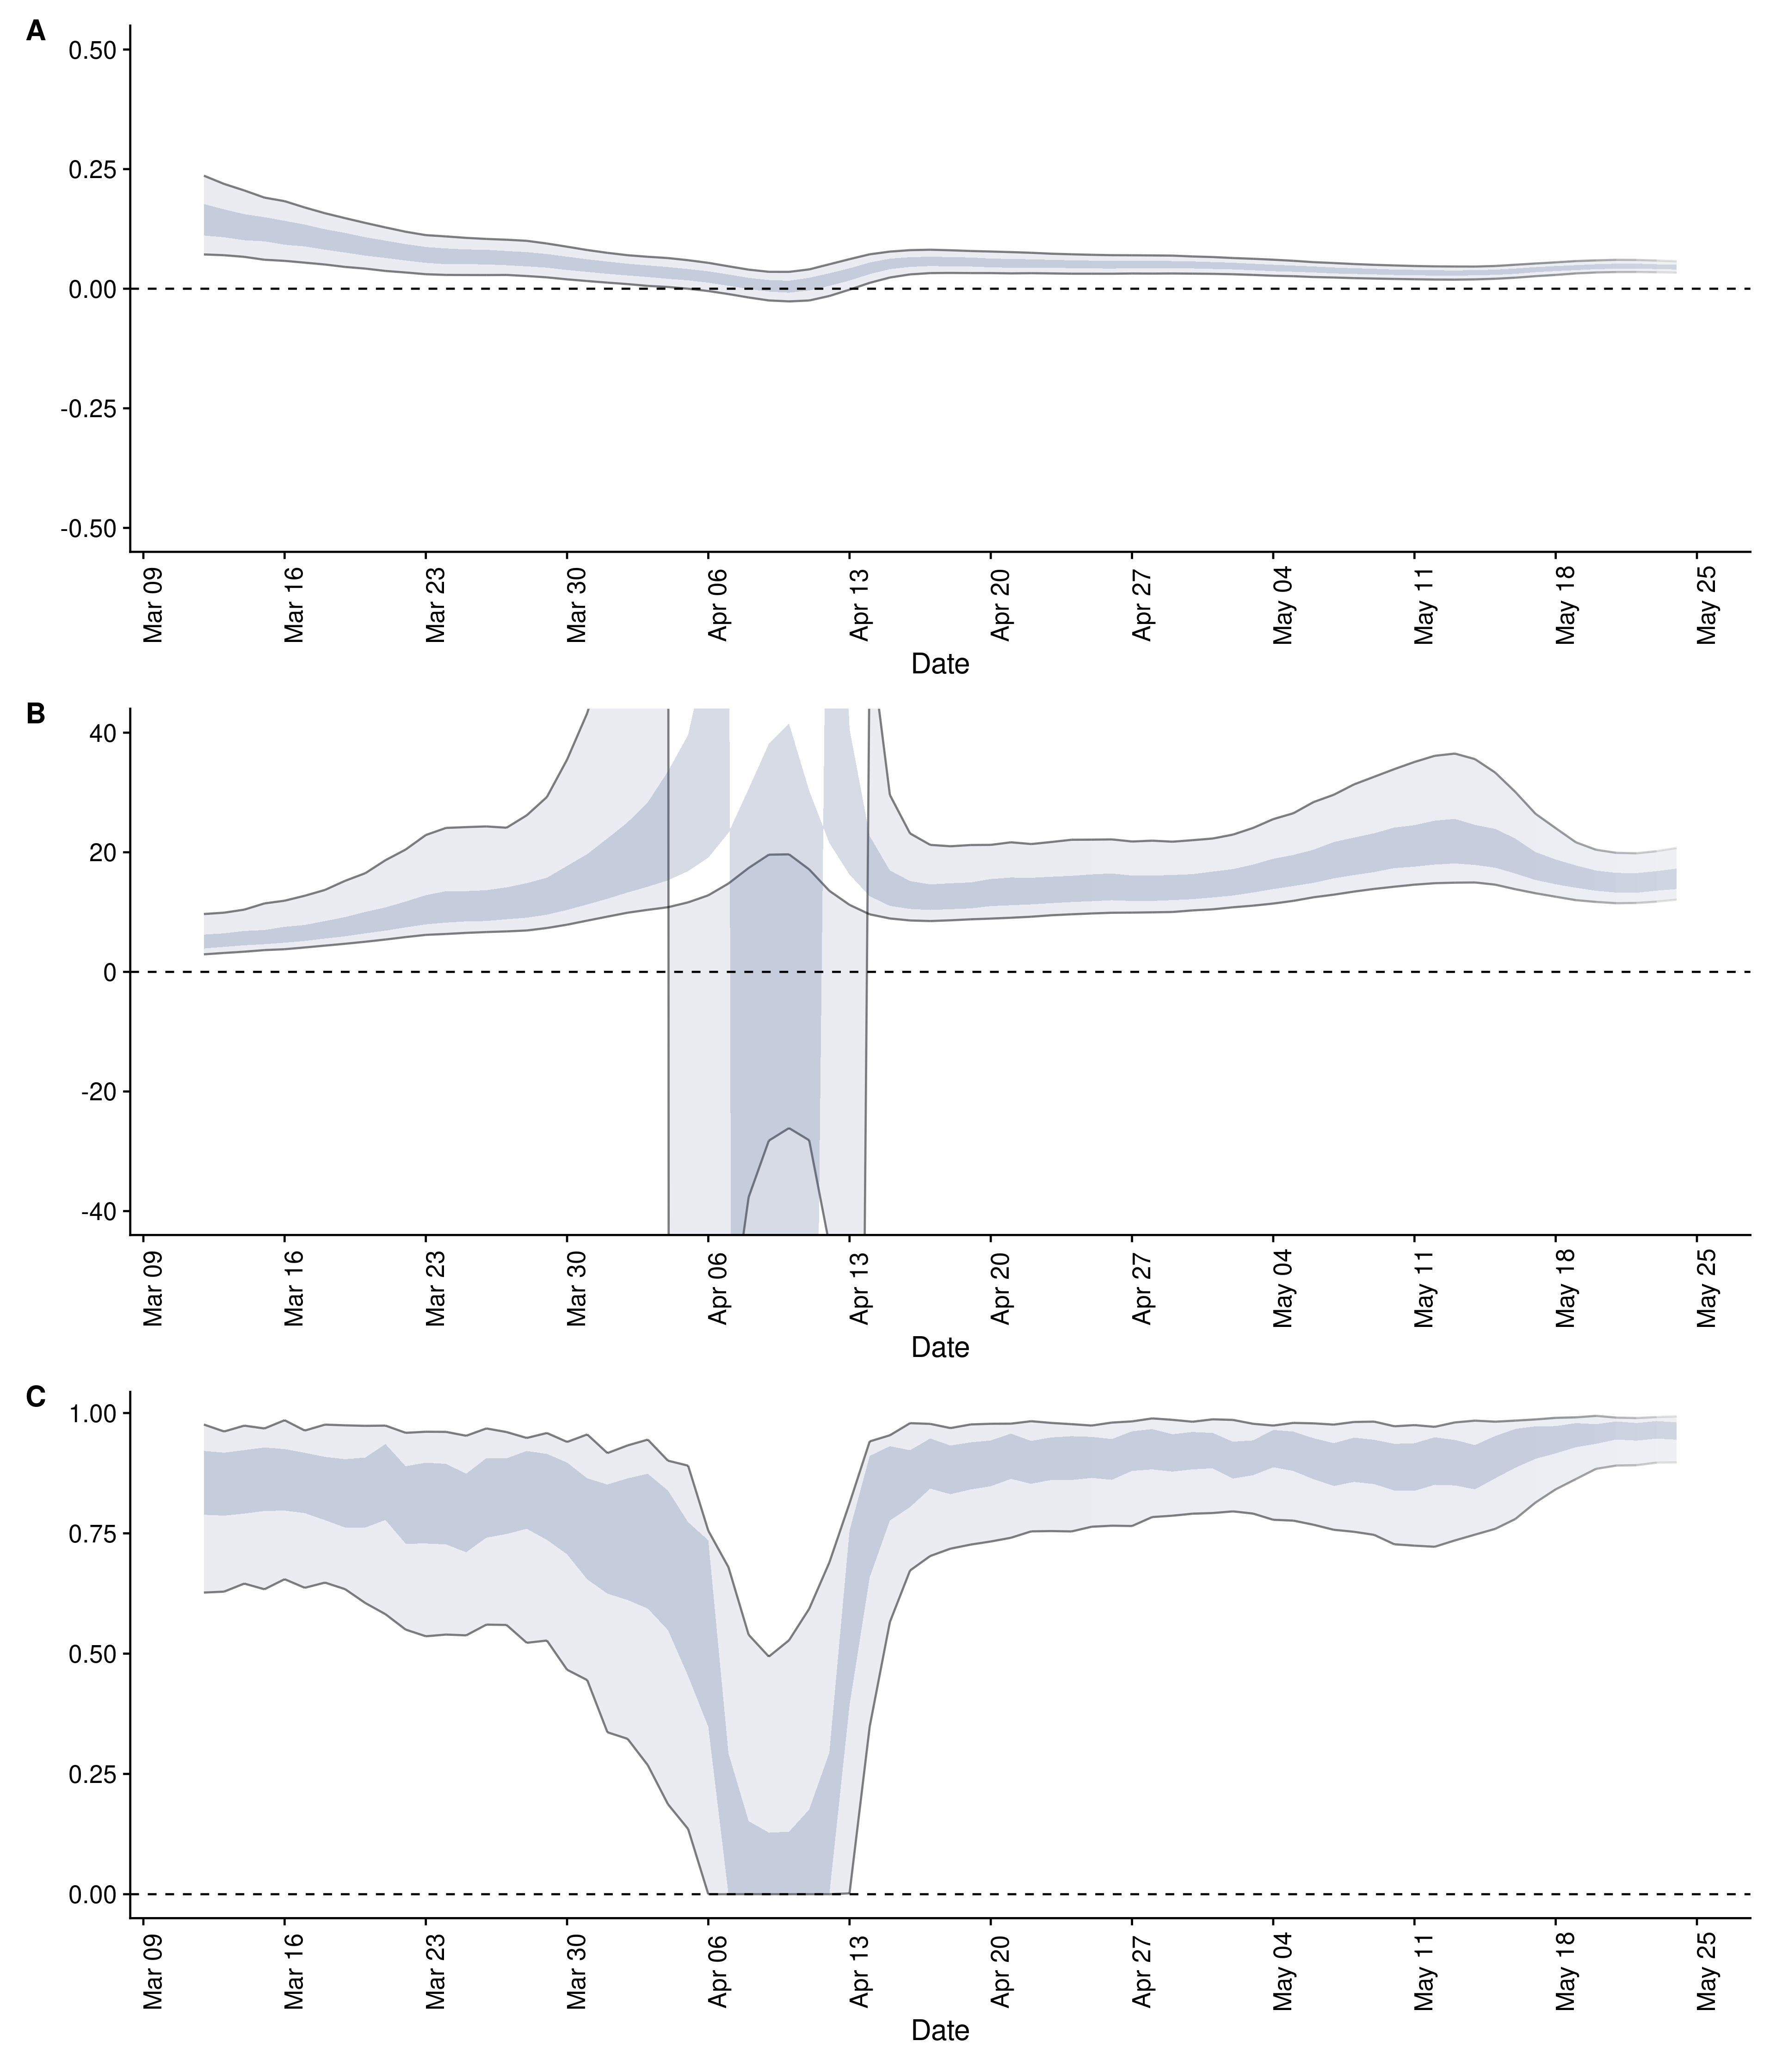 A
0.50
0.25
0.00
-0.25
-0.50
Mar 09
Mar 16
Mar 23
Mar 30
Apr 06
Apr 13
Apr 20
Apr 27
May 04
May 11
May 18
May 25
Date
B
40
20
0
-20
-40
Mar 09
Mar 16
Mar 23
Mar 30
Apr 06
Apr 13
Apr 20
Apr 27
May 04
May 11
May 18
May 25
Date
C
1.00
0.75
0.50
0.25
0.00
Mar 09
Mar 16
Mar 23
Mar 30
Apr 06
Apr 13
Apr 20
Apr 27
May 04
May 11
May 18
May 25
Date